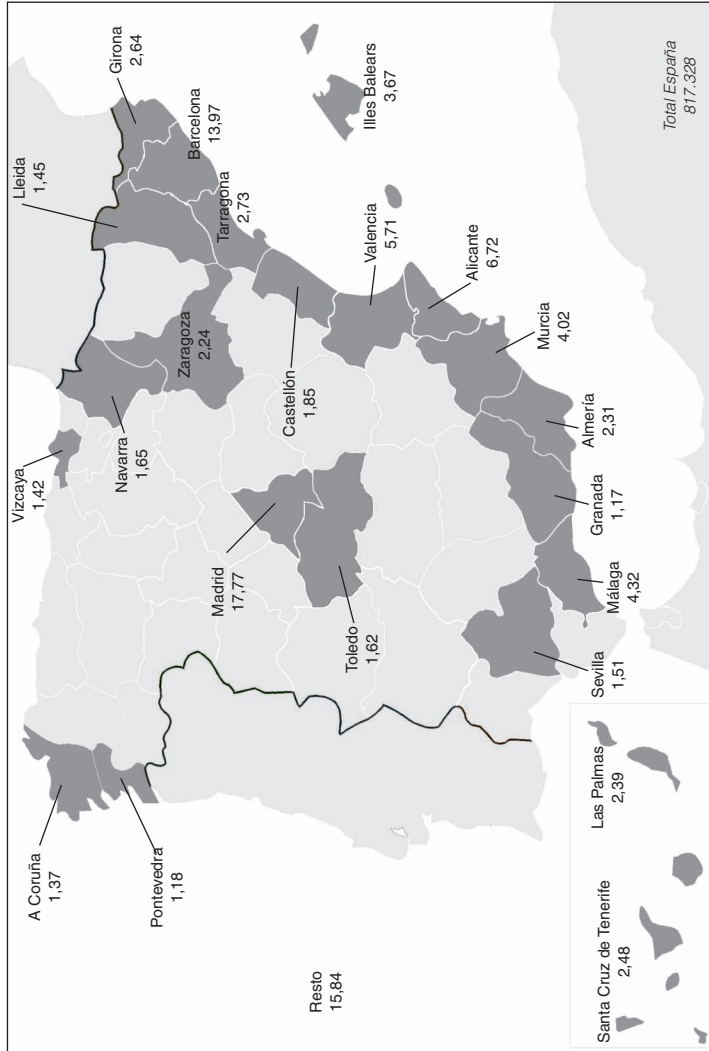 A Coruña
1,37
Pontevedra
1,18
Vizcaya
1,42
Navarra
1,65
Lleida
1,45
Girona
2,64
Barcelona
13,97
Tarragona
2,73
Zaragoza
2,24
Castellón
1,85
Madrid
17,77
Toledo
1,62
Valencia
5,71
Illes Balears
3,67
Alicante
6,72
Murcia
4,02
Almería
2,31
Granada
1,17
Málaga
4,32
Sevilla
1,51
Resto
15,84
Santa Cruz de Tenerife
2,48
Las Palmas
2,39
Total España
817.328